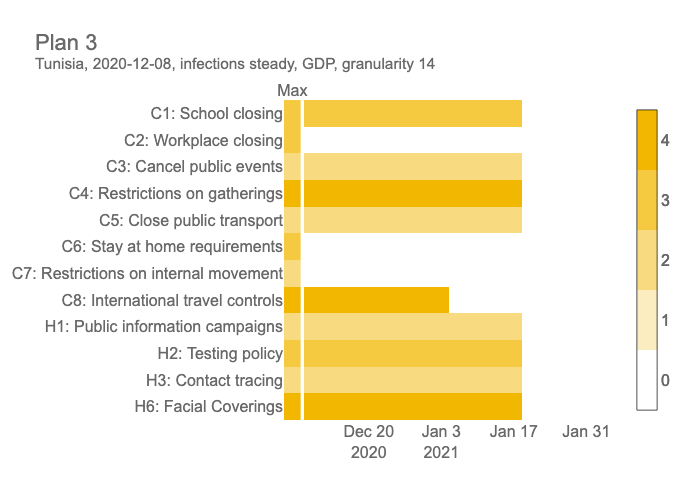 Plan 3
Tunisia, 2020-12-08, infections steady, GDP, granularity 14
Max
C1: School closing
C2: Workplace closing
C3: Cancel public events
C4: Restrictions on gatherings
C5: Close public transport
C6: Stay at home requirements
C7: Restrictions on internal movement
C8: International travel controls
H1: Public information campaigns
H2: Testing policy
H3: Contact tracing
H6: Facial Coverings
Dec 20 Jan 3 Jan 17 Jan 31
2020 2021
4
3
2
1
0